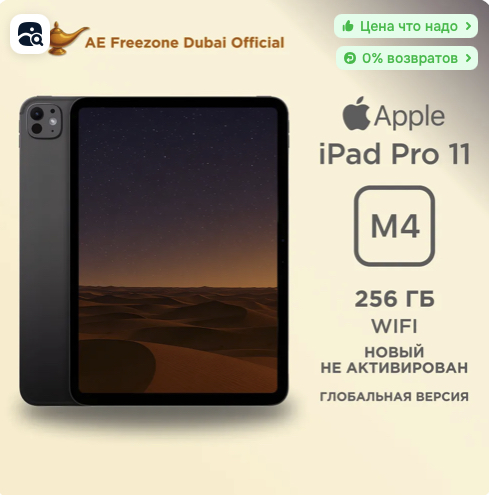 AE Freezone Dubai Official
Цена что надо
0% возвратов
Apple
iPad Pro 11
M4
256 ГБ
WIFI
НОВЫЙ
НЕ АКТИВИРОВАН
ГЛОБАЛЬНАЯ ВЕРСИЯ